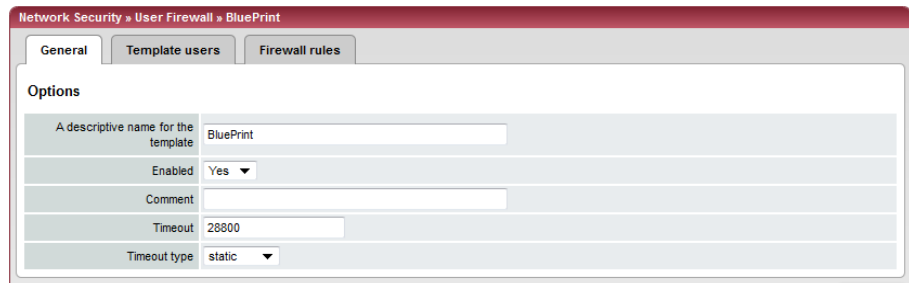 Network Security » User Firewall » BluePrint
General Template users Firewall rules
Options
A descriptive name for the
template
BluePrint
Enabled Yes
Comment
Timeout 28800
Timeout type static